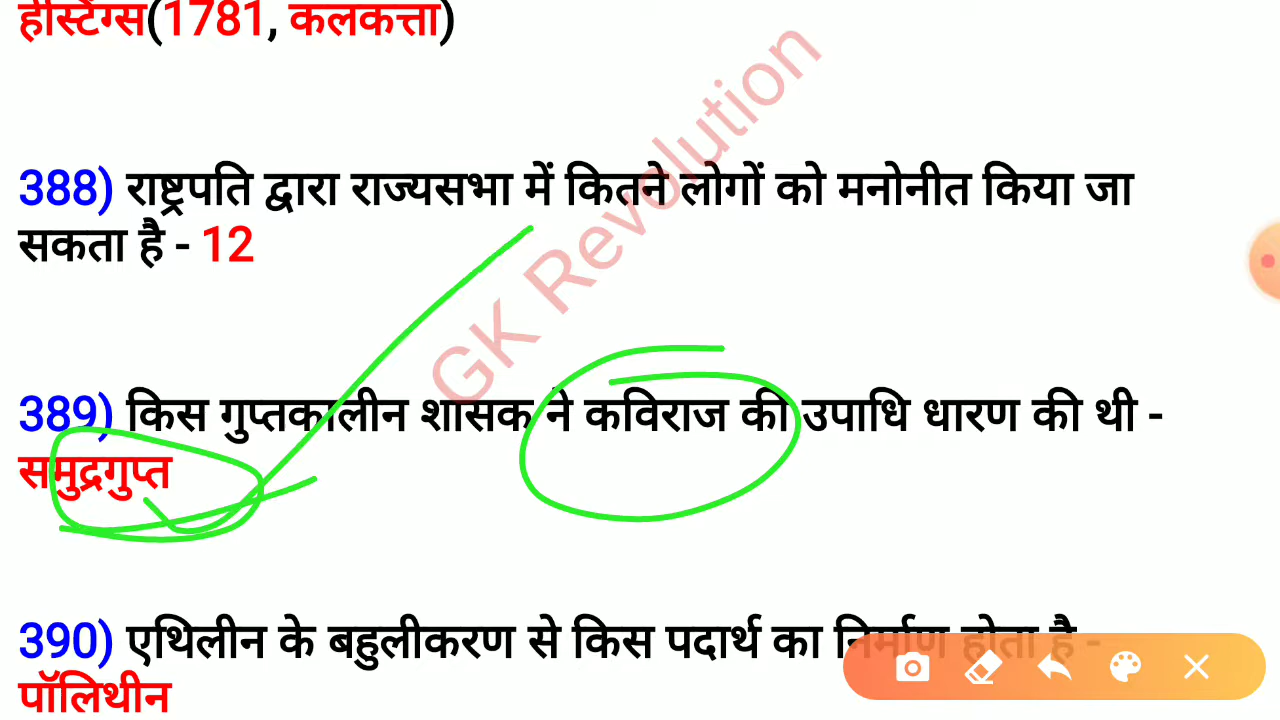 हेस्टिंग्स(1781, कलकत्ता)
388) राष्ट्रपति द्वारा राज्यसभा में कितने लोगों को मनोनीत किया जा
सकता है - 12
389) किस गुप्तकालीन शासक ने कविराज की उपाधि धारण की थी -
समुद्रगुप्त
390) एथिलीन के बहुलीकरण से किस पदार्थ का निर्माण होता है -
पॉलिथीन
GK Revolution